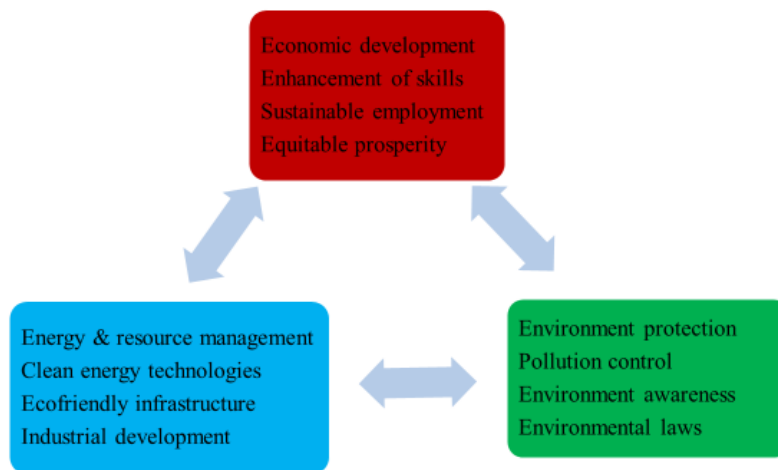 Economic development
Enhancement of skills
Sustainable employment
Equitable prosperity
Energy & resource management
Clean energy technologies
Ecofriendly infrastructure
Industrial development
Environment protection
Pollution control
Environment awareness
Environmental laws